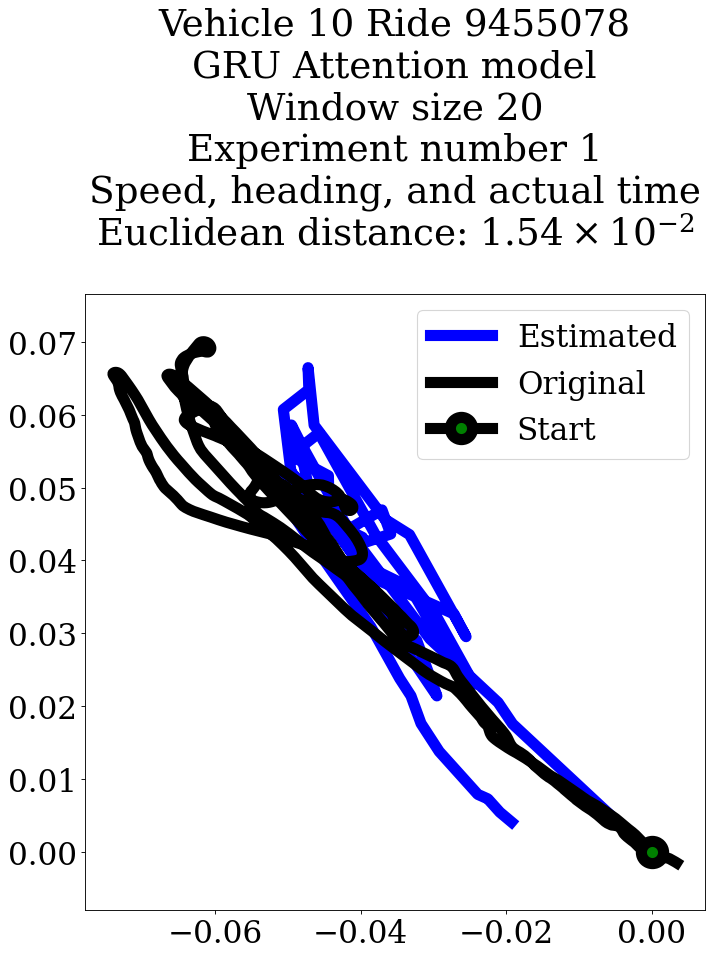 Vehicle 10 Ride 9455078
GRU Attention model
Window size 20
Experiment number 1
Speed, heading, and actual time
Euclidean distance: 1.54 × 10⁻²
Estimated
Original
Start
0.07
0.06
0.05
0.04
0.03
0.02
0.01
0.00
−0.06 −0.04 −0.02 0.00